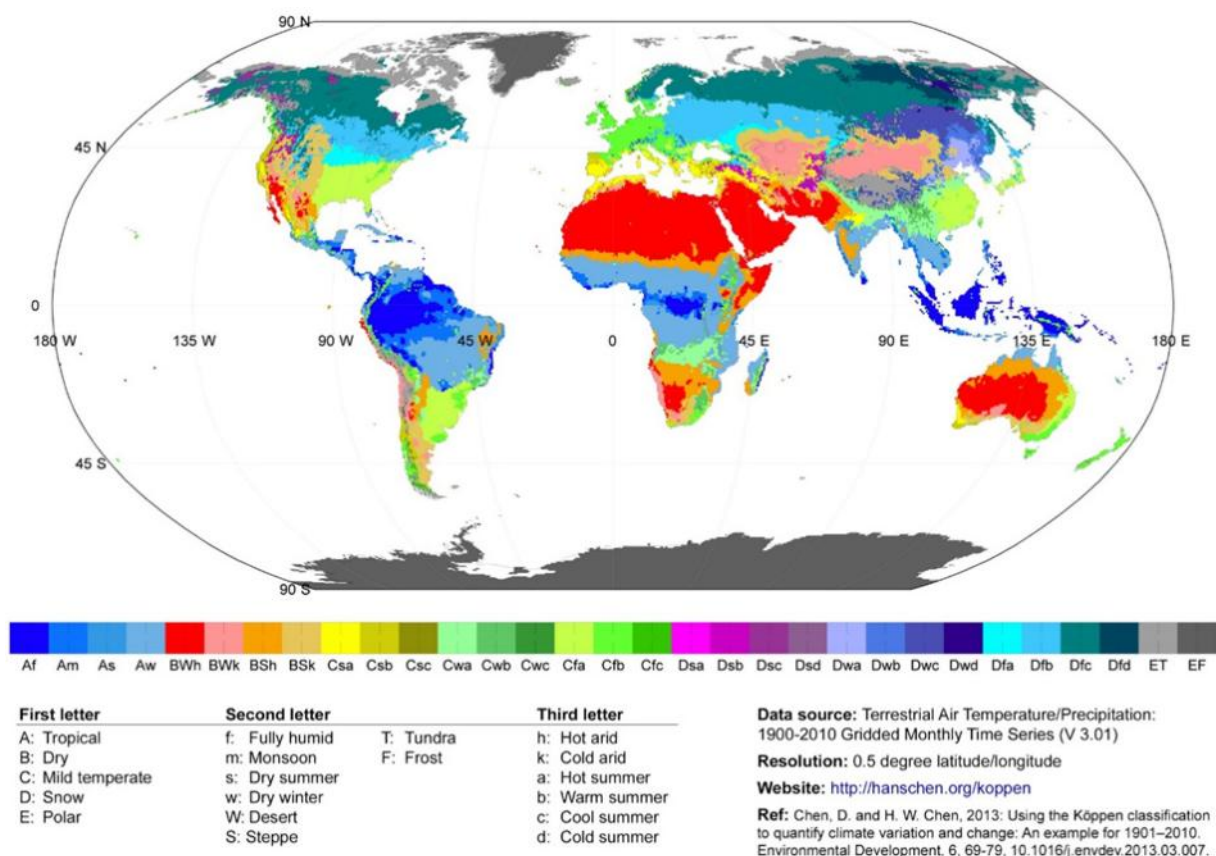 90 N
45 N
0
180 W 135 W 90 W 45 W 0 45 E 90 E 135 E 180 E
45 S
90 S
Af Am As Aw BWh BWk BSh BSk Csa Csb Csc Cwa Cwb Cwc Cfa Cfb Cfc Dsa Dsb Dsc Dsd Dwa Dwb Dwc Dwd Dfa Dfb Dfc Dfd ET EF
First letter
A: Tropical
B: Dry
C: Mild temperate
D: Snow
E: Polar
Second letter
f: Fully humid
m: Monsoon
s: Dry summer
w: Dry winter
W: Desert
S: Steppe
T: Tundra
F: Frost
Third letter
h: Hot arid
k: Cold arid
a: Hot summer
b: Warm summer
c: Cool summer
d: Cold summer
Data source: Terrestrial Air Temperature/Precipitation:
1900-2010 Gridded Monthly Time Series (V 3.01)
Resolution: 0.5 degree latitude/longitude
Website: http://hanschen.org/koppen
Ref: Chen, D. and H. W. Chen, 2013: Using the Köppen classification
to quantify climate variation and change: An example for 1901–2010.
Environmental Development, 6, 69-79, 10.1016/j.envdev.2013.03.007.